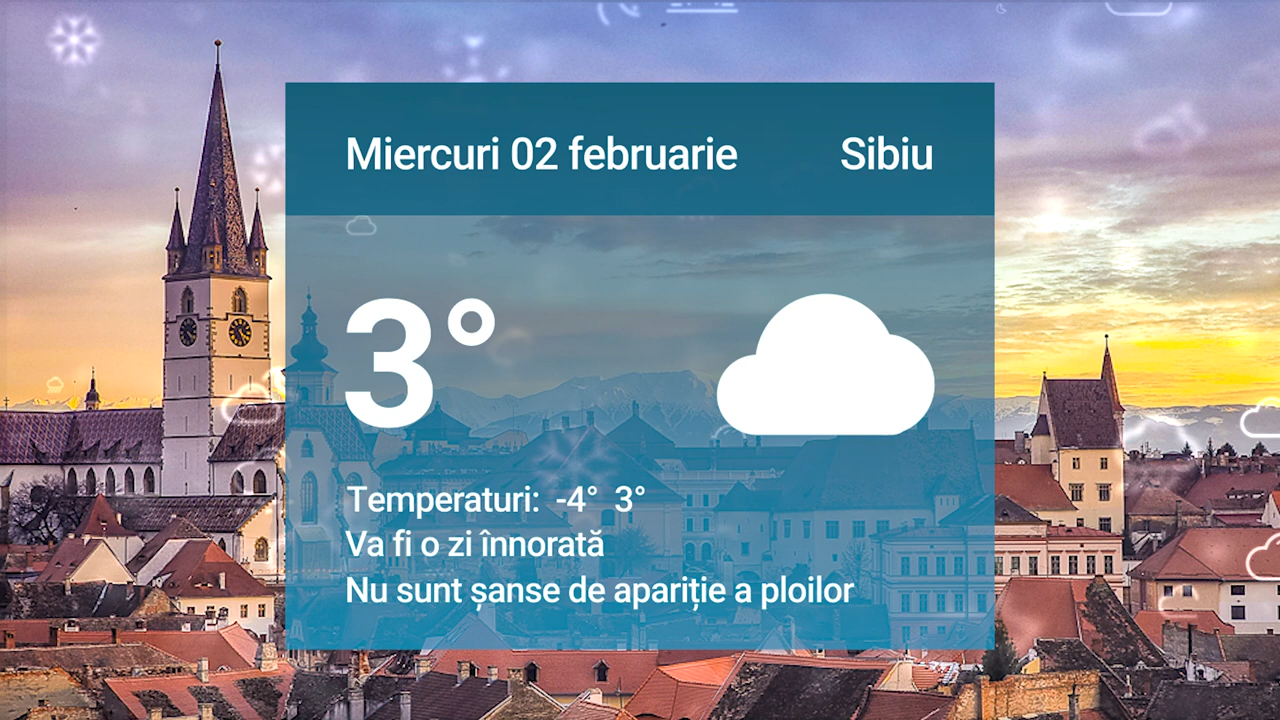 Miercuri 02 februarie Sibiu
3°
Temperaturi: -4° 3°
Va fi o zi înnorată
Nu sunt șanse de apariție a ploilor